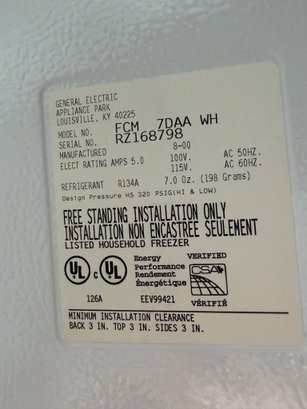 GENERAL ELECTRIC
APPLIANCE PARK
LOUISVILLE, KY 40225
MODEL NO. FCM 7DAA WH
SERIAL NO. RZ168798
MANUFACTURED 8-00
ELECT RATING AMPS 5.0 100V. AC 50HZ.
115V. AC 60HZ.
REFRIGERANT R134A 7.0 Oz. (198 Grams)
Design Pressure HS 320 PSIG(HI & LOW)
FREE STANDING INSTALLATION ONLY
INSTALLATION NON ENCASTREE SEULEMENT
LISTED HOUSEHOLD FREEZER
UL
C UL
Energy VERIFIED
Performance
Rendement
Énergétique
CSA
VÉRIFIÉ
126A EEV99421
MINIMUM INSTALLATION CLEARANCE
BACK 3 IN. TOP 3 IN. SIDES 3 IN.